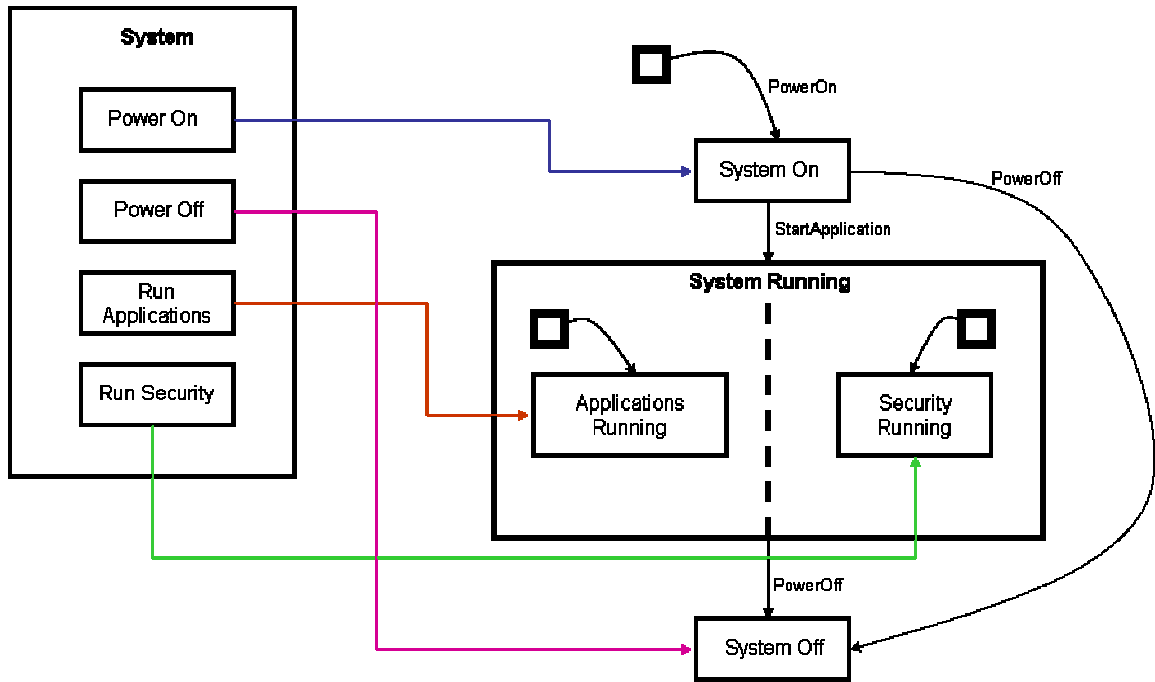 System
Power On
Power Off
Run
Applications
Run Security
PowerOn
System On
PowerOff
StartApplication
System Running
Applications
Running
Security
Running
PowerOff
System Off